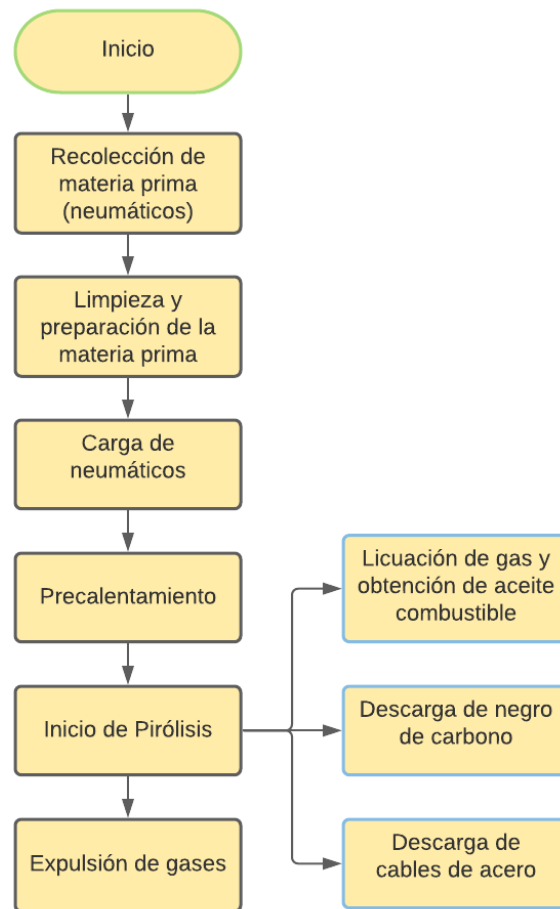 Inicio
Recolección de
materia prima
(neumáticos)
Limpieza y
preparación de la
materia prima
Carga de
neumáticos
Precalentamiento
Inicio de Pirólisis
Expulsión de gases
Licuación de gas y
obtención de aceite
combustible
Descarga de negro
de carbono
Descarga de
cables de acero